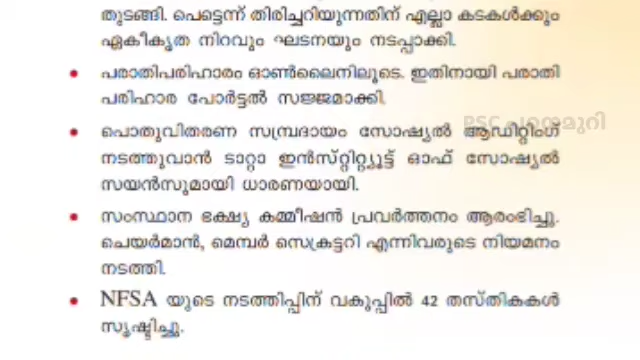 തുടങ്ങി. പെട്ടെന്ന് തിരിച്ചറിയുന്നതിന് എല്ലാ കടകൾക്കും
ഏകീകൃത നിറവും ഘടനയും നടപ്പാക്കി.
• പരാതിപരിഹാരം ഓൺലൈനിലൂടെ. ഇതിനായി പരാതി
പരിഹാര പോർട്ടൽ സജ്ജമാക്കി.
PSC പഠനമുറി
• പൊതുവിതരണ സമ്പ്രദായം സോഷ്യൽ ആഡിറ്റിംഗ്
നടത്തുവാൻ ടാറ്റാ ഇൻസ്റ്റിറ്റ്യൂട്ട് ഓഫ് സോഷ്യൽ
സയൻസുമായി ധാരണയായി.
• സംസ്ഥാന ഭക്ഷ്യ കമ്മീഷൻ പ്രവർത്തനം ആരംഭിച്ചു.
ചെയർമാൻ, മെമ്പർ സെക്രട്ടറി എന്നിവരുടെ നിയമനം
നടത്തി.
• NFSA യുടെ നടത്തിപ്പിന് വകുപ്പിൽ 42 തസ്തികകൾ
സൃഷ്ടിച്ചു.